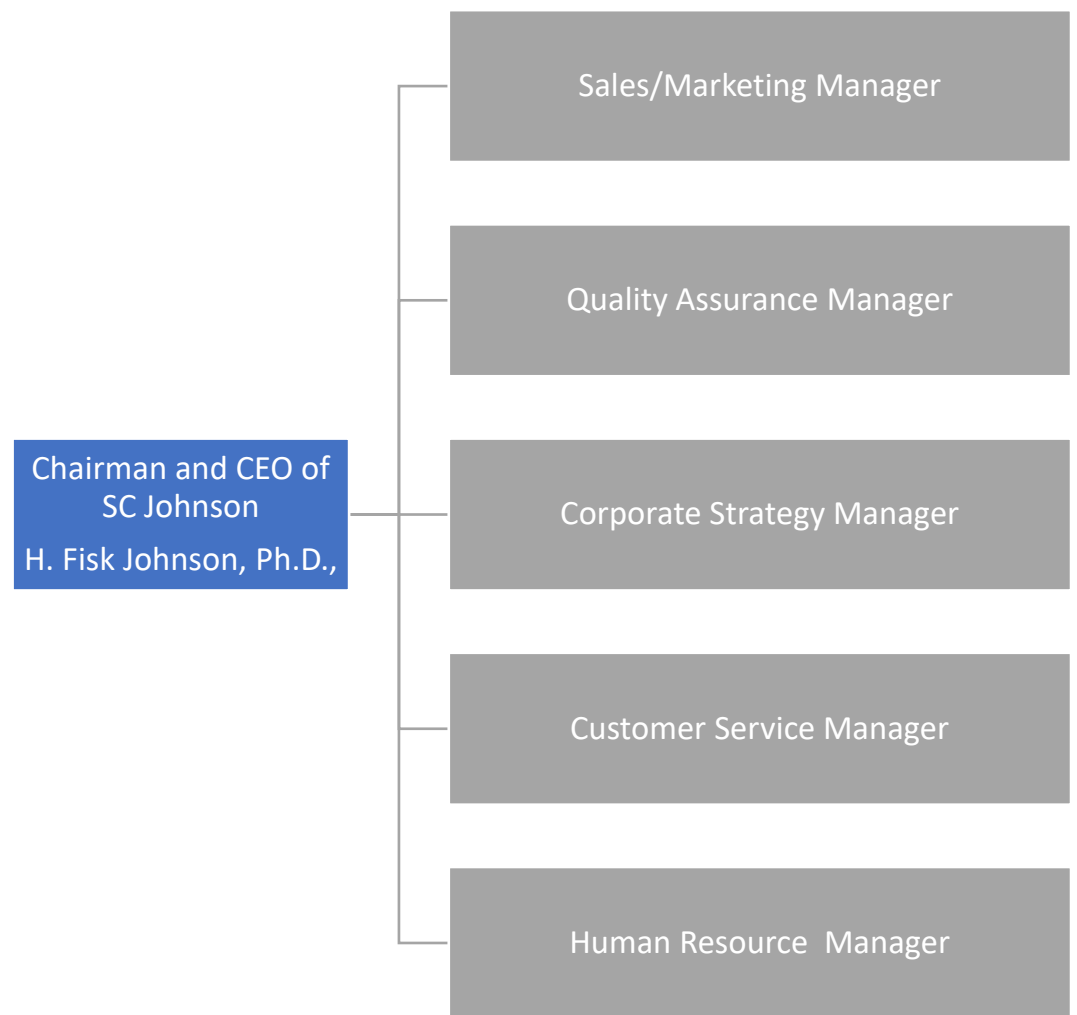 Sales/Marketing Manager
Quality Assurance Manager
Chairman and CEO of
SC Johnson
H. Fisk Johnson, Ph.D.,
Corporate Strategy Manager
Customer Service Manager
Human Resource  Manager